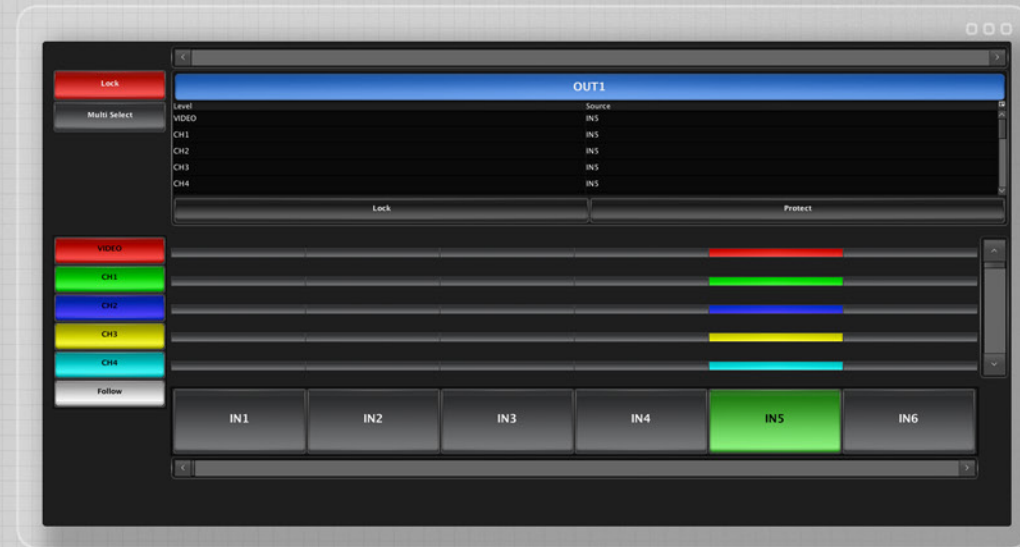 Lock
Multi Select
OUT1
Level Source
VIDEO IN5
CH1 IN5
CH2 IN5
CH3 IN5
CH4 IN5
Lock Protect
VIDEO
CH1
CH2
CH3
CH4
Follow
IN1 IN2 IN3 IN4 IN5 IN6